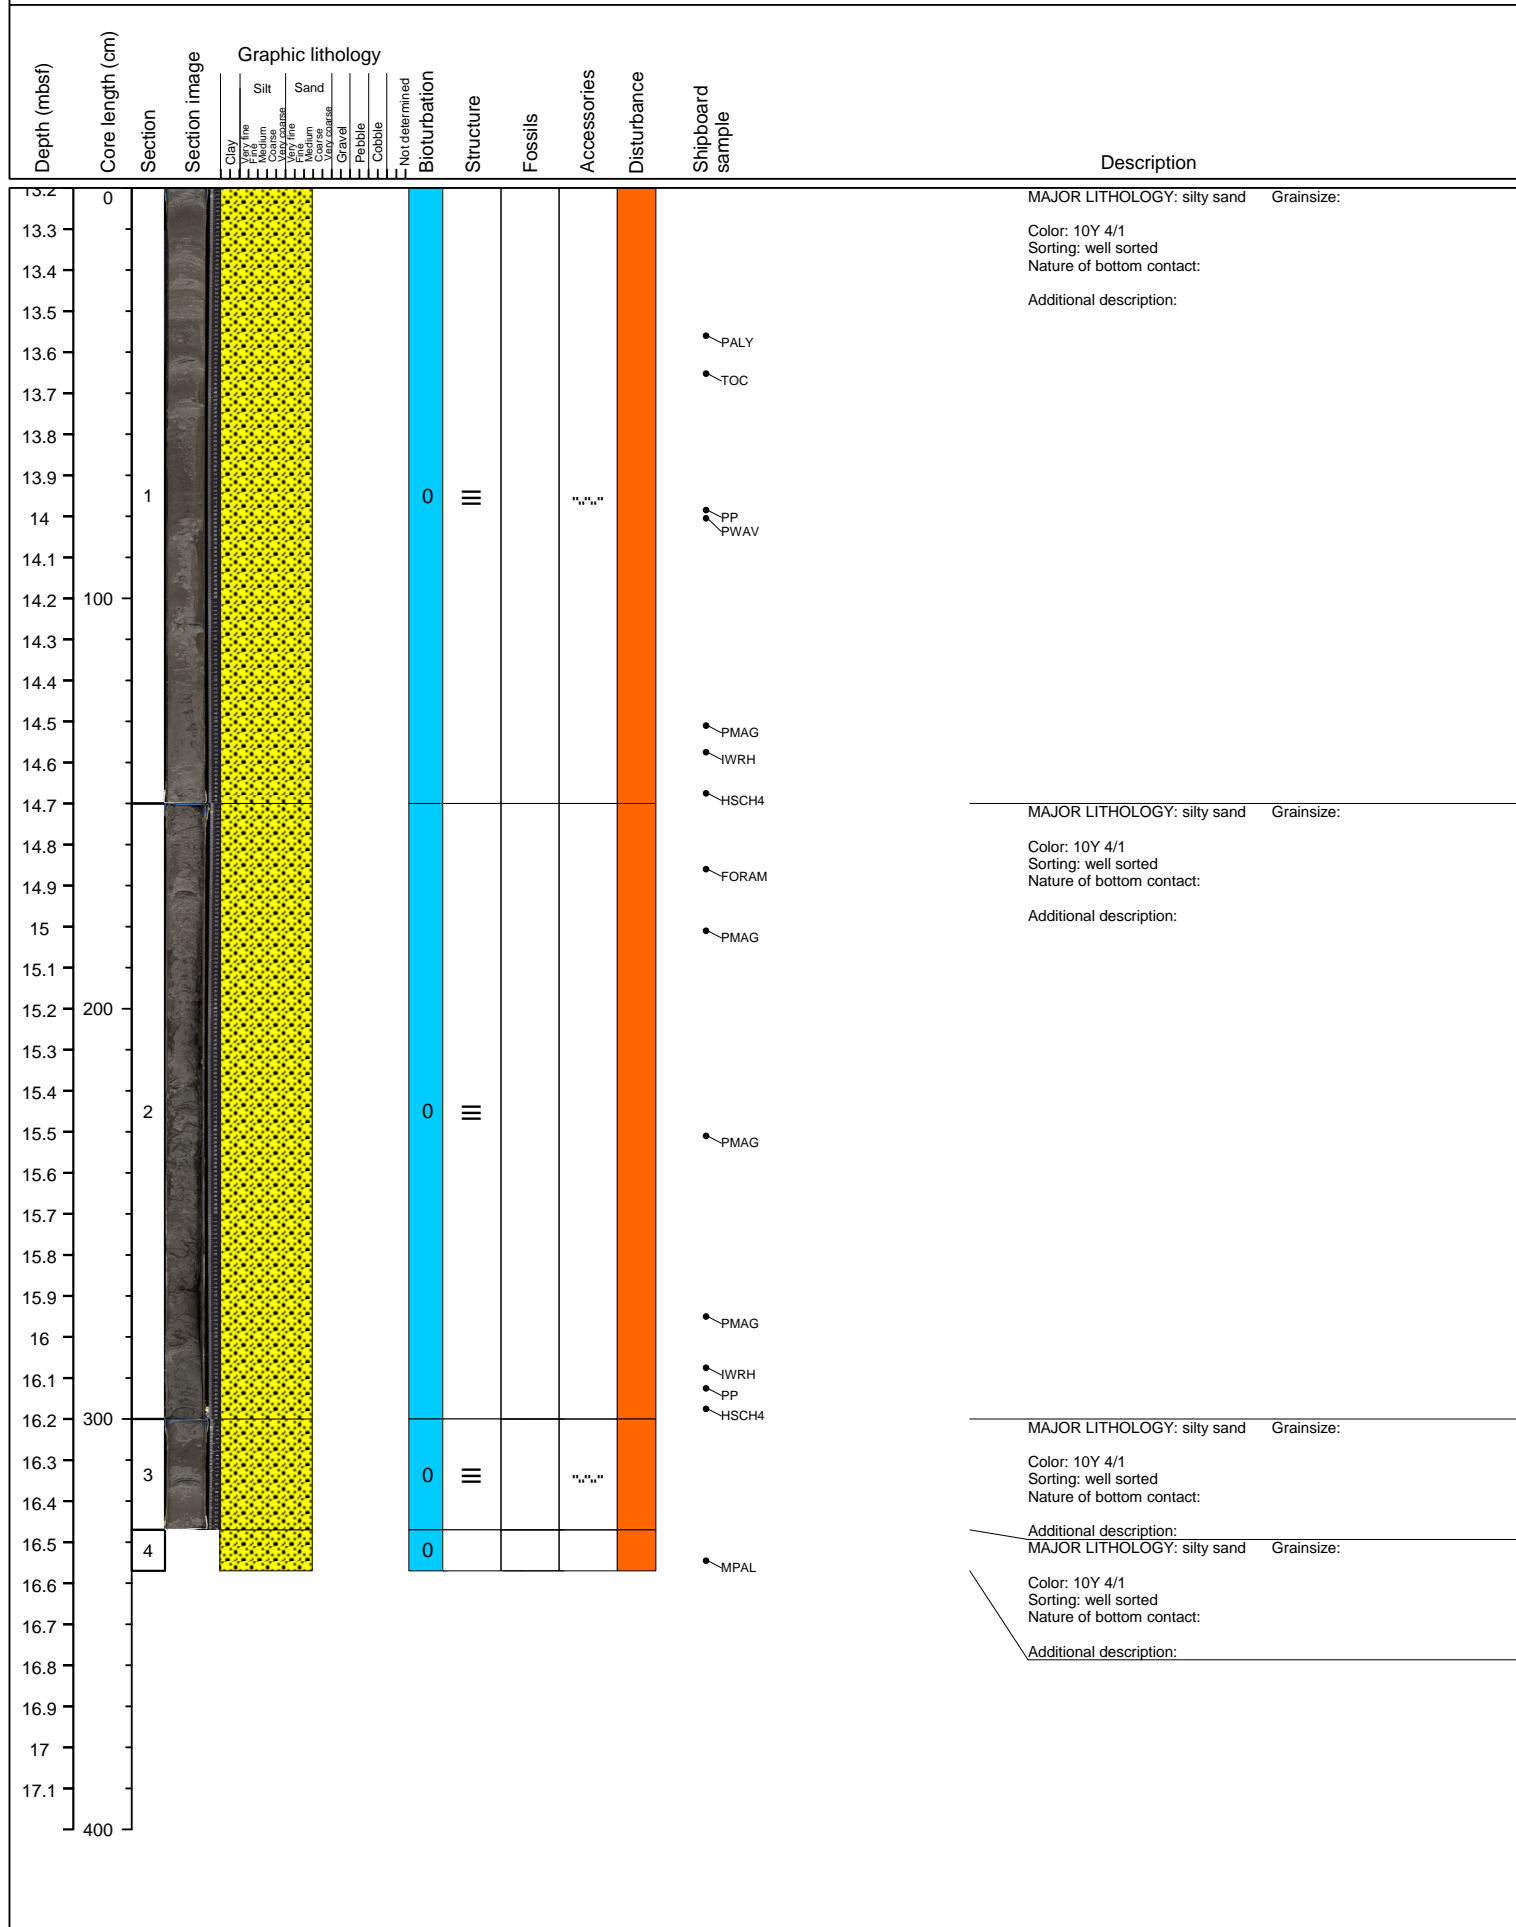 Depth (mbsf)
Core length (cm)
Section
Section image
Graphic lithology
Clay
Silt
Very fine
Fine
Medium
Coarse
Very coarse
Sand
Very fine
Fine
Medium
Coarse
Very coarse
Gravel
Pebble
Cobble
Not determined
Bioturbation
Structure
Fossils
Accessories
Disturbance
Shipboard
sample
Description
13.2
13.3
13.4
13.5
13.6
13.7
13.8
13.9
14
14.1
14.2
14.3
14.4
14.5
14.6
14.7
14.8
14.9
15
15.1
15.2
15.3
15.4
15.5
15.6
15.7
15.8
15.9
16
16.1
16.2
16.3
16.4
16.5
16.6
16.7
16.8
16.9
17
17.1
0
100
200
300
400
1
2
3
4
0
0
0
0
PALY
TOC
PP
PWAV
PMAG
IWRH
HSCH4
FORAM
PMAG
PMAG
PMAG
IWRH
PP
HSCH4
MPAL
MAJOR LITHOLOGY: silty sand Grainsize:
Color: 10Y 4/1
Sorting: well sorted
Nature of bottom contact:
Additional description:
MAJOR LITHOLOGY: silty sand Grainsize:
Color: 10Y 4/1
Sorting: well sorted
Nature of bottom contact:
Additional description:
MAJOR LITHOLOGY: silty sand Grainsize:
Color: 10Y 4/1
Sorting: well sorted
Nature of bottom contact:
Additional description:
MAJOR LITHOLOGY: silty sand Grainsize:
Color: 10Y 4/1
Sorting: well sorted
Nature of bottom contact:
Additional description: